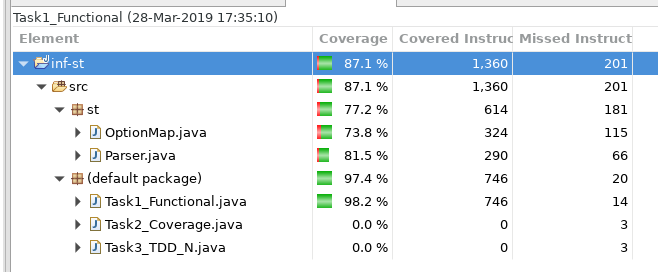 Task1_Functional (28-Mar-2019 17:35:10)
Element Coverage Covered Instruc Missed Instruct
inf-st 87.1 % 1,360 201
src 87.1 % 1,360 201
st 77.2 % 614 181
OptionMap.java 73.8 % 324 115
Parser.java 81.5 % 290 66
(default package) 97.4 % 746 20
Task1_Functional.java 98.2 % 746 14
Task2_Coverage.java 0.0 % 0 3
Task3_TDD_N.java 0.0 % 0 3